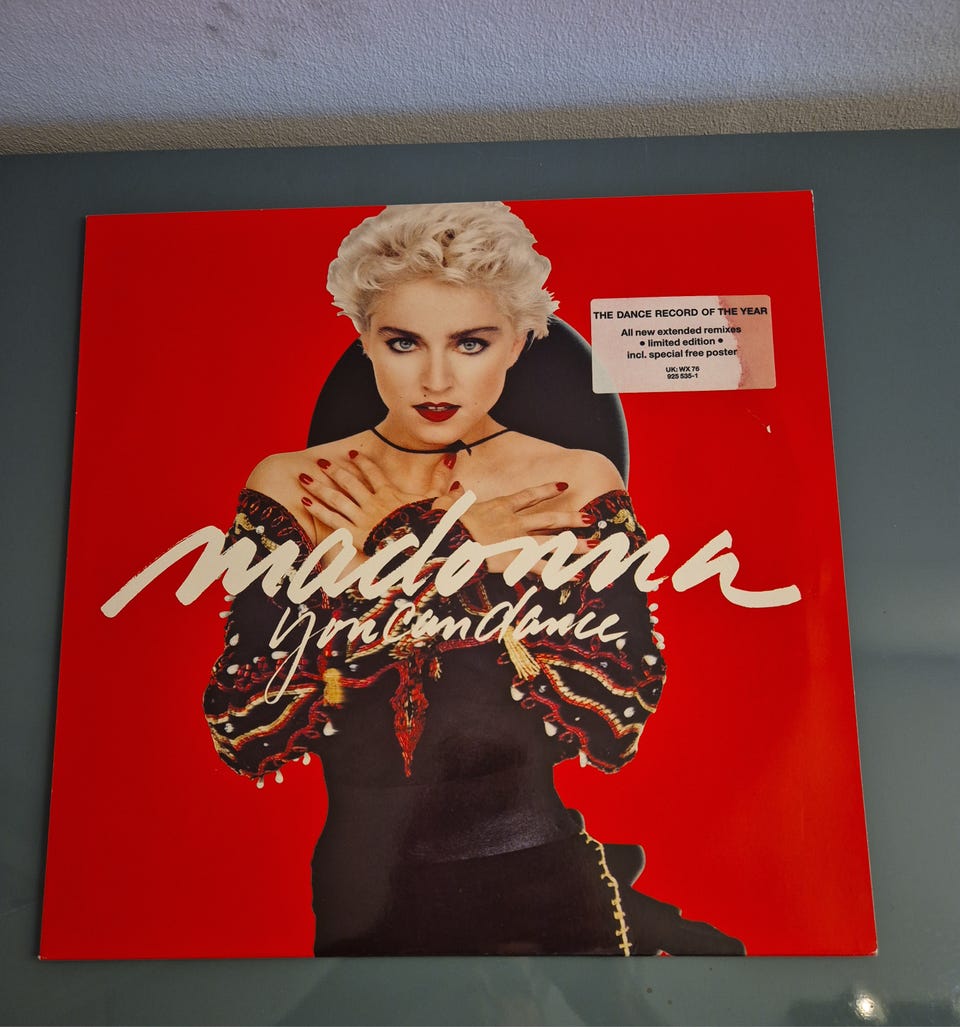 THE DANCE RECORD OF THE YEAR
All new extended remixes
• limited edition •
incl. special free poster
UK: WX 76
925 535-1
madonna
you can dance